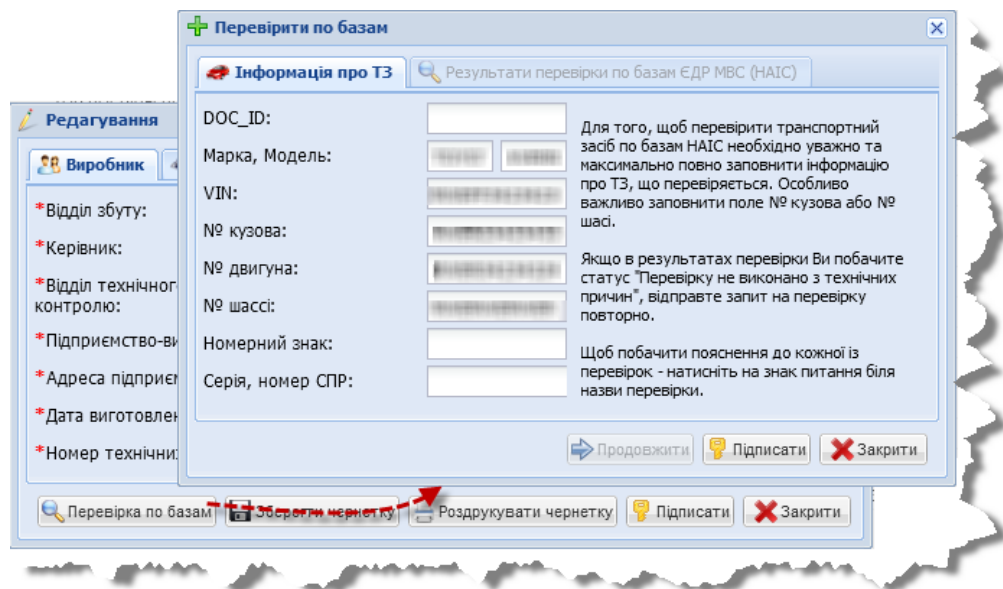 Перевірити по базам
Інформація про ТЗ
Результати перевірки по базам ЄДР МВС (НАІС)
DOC_ID:
Марка, Модель:
VIN:
№ кузова:
№ двигуна:
№ шассі:
Номерний знак:
Серія, номер СПР:
Для того, щоб перевірити транспортний
засіб по базам НАІС необхідно уважно та
максимально повно заповнити інформацію
про ТЗ, що перевіряється. Особливо
важливо заповнити поле № кузова або №
шасі.
Якщо в результатах перевірки Ви побачите
статус "Перевірку не виконано з технічних
причин", відправте запит на перевірку
повторно.
Щоб побачити пояснення до кожної із
перевірок - натисніть на знак питання біля
назви перевірки.
Продовжити
Підписати
Закрити
Редагування
Виробник
*Відділ збуту:
*Керівник:
*Відділ технічног
контролю:
*Підприємство-ви
*Адреса підприєм
*Дата виготовлен
*Номер технічни
Перевірка по базам
Зберегти чернетку
Роздрукувати чернетку
Підписати
Закрити